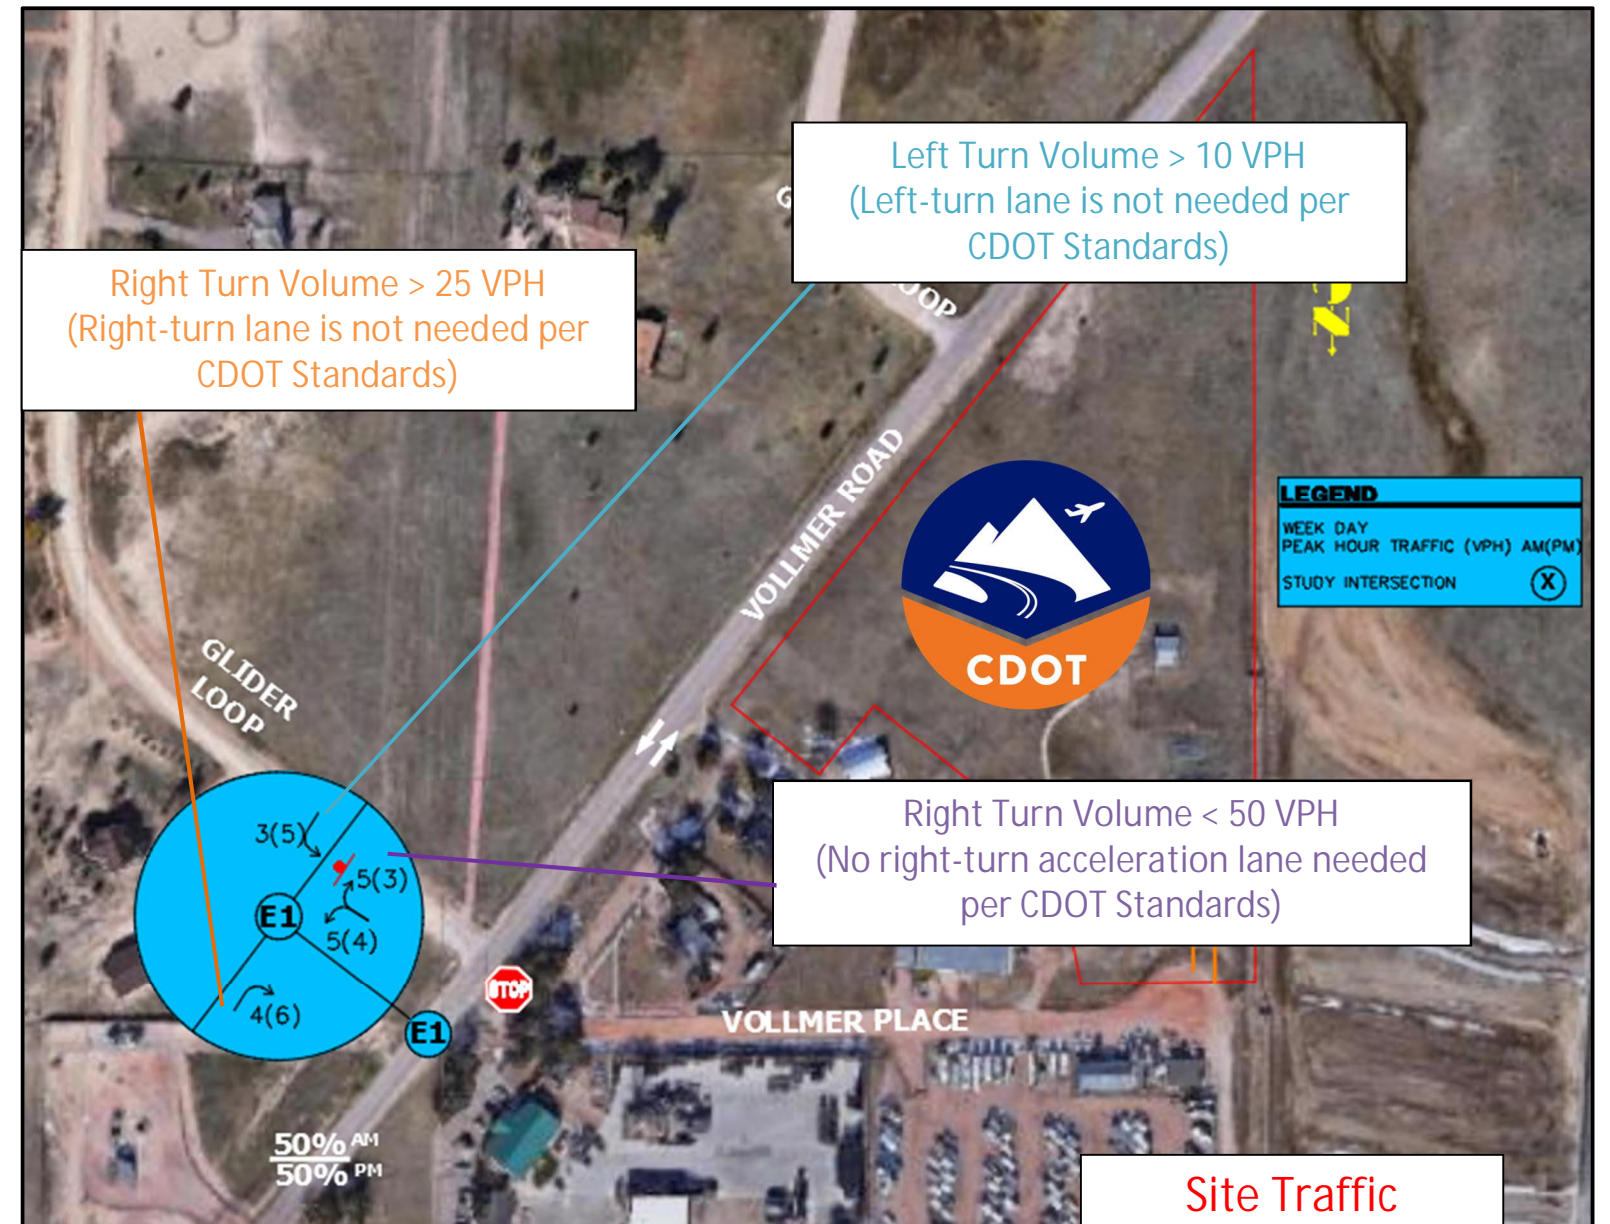 Left Turn Volume > 10 VPH
(Left-turn lane is not needed per
CDOT Standards)
Right Turn Volume > 25 VPH
(Right-turn lane is not needed per
CDOT Standards)
G
OOP
N
VOLLMER ROAD
LEGEND
WEEK DAY
PEAK HOUR TRAFFIC (VPH) AM(PM)
STUDY INTERSECTION X
CDOT
GLIDER
LOOP
Right Turn Volume < 50 VPH
(No right-turn acceleration lane needed
per CDOT Standards)
3(5)
5(3)
E1
5(4)
4(6)
STOP
E1
VOLLMER PLACE
50% AM
50% PM
Site Traffic